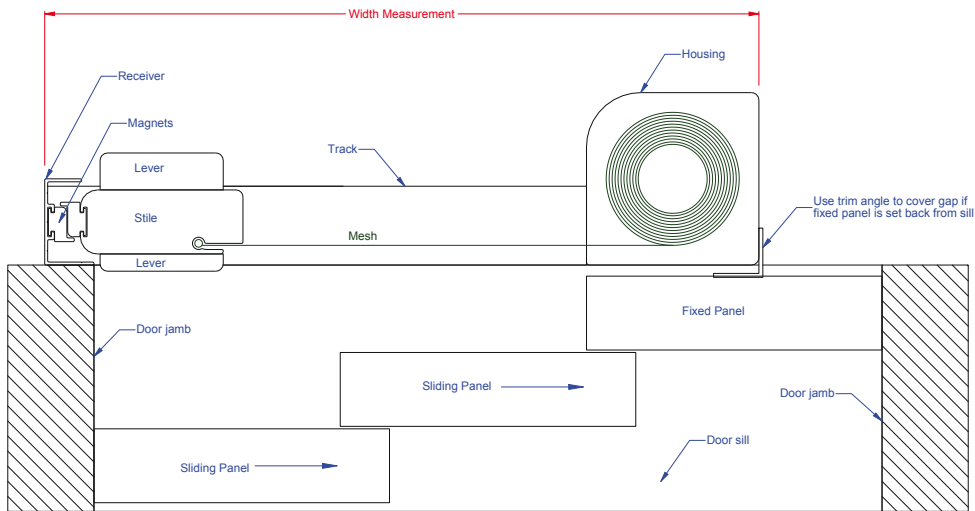 Width Measurement
Housing
Receiver
Magnets
Track
Lever
Stile
Mesh
Lever
Use trim angle to cover gap if
fixed panel is set back from sill
Fixed Panel
Door jamb
Sliding Panel
Door jamb
Door sill
Sliding Panel